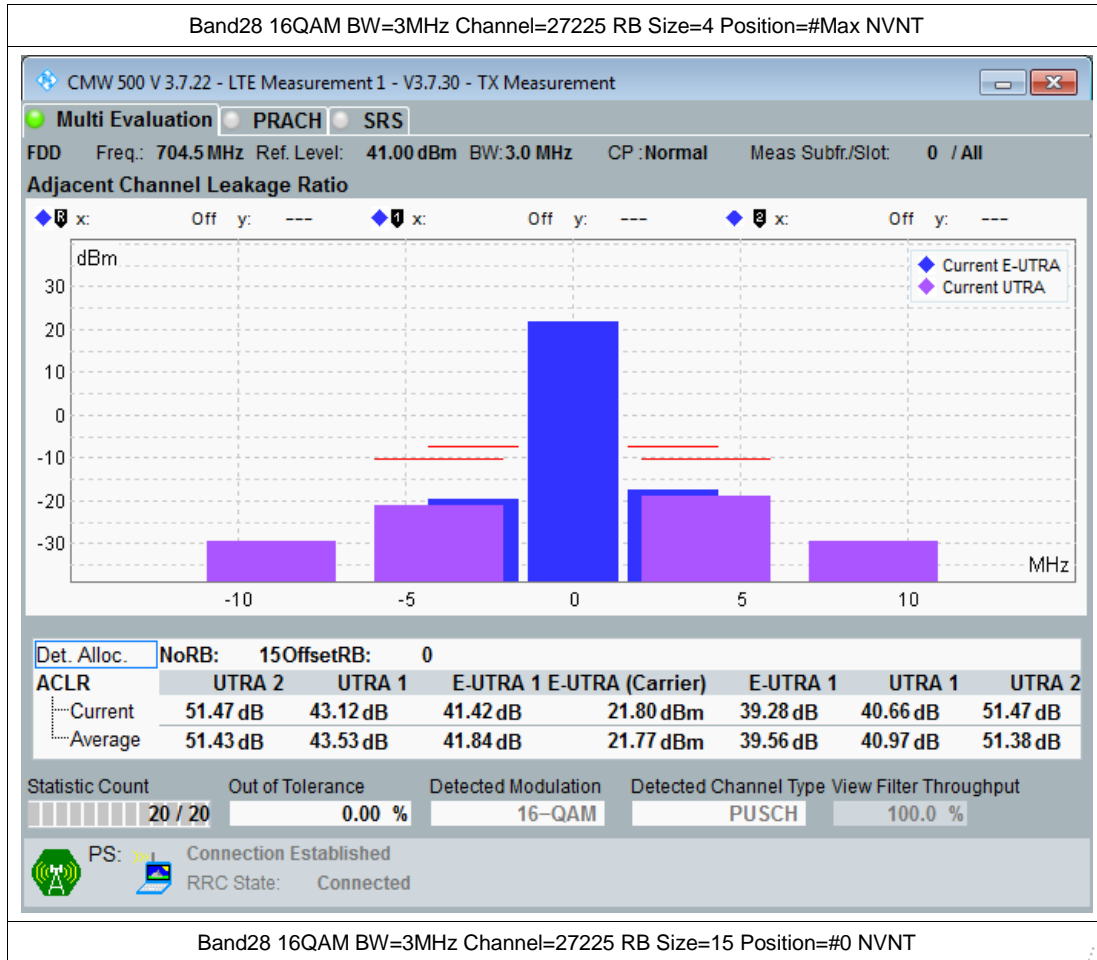 Band28 16QAM BW=3MHz Channel=27225 RB Size=4 Position=#Max NVNT
CMW 500 V 3.7.22 - LTE Measurement 1 - V3.7.30 - TX Measurement
Multi Evaluation PRACH SRS
FDD Freq.: 704.5 MHz Ref. Level: 41.00 dBm BW: 3.0 MHz CP : Normal Meas Subfr./Slot: 0 / All
Adjacent Channel Leakage Ratio
R x: Off y: --- 1 x: Off y: --- 2 x: Off y: ---
dBm
Current E-UTRA
Current UTRA
30
20
10
0
-10
-20
-30
MHz
-10 -5 0 5 10
Det. Alloc. NoRB: 15 OffsetRB: 0
ACLR UTRA 2 UTRA 1 E-UTRA 1 E-UTRA (Carrier) E-UTRA 1 UTRA 1 UTRA 2
Current 51.47 dB 43.12 dB 41.42 dB 21.80 dBm 39.28 dB 40.66 dB 51.47 dB
Average 51.43 dB 43.53 dB 41.84 dB 21.77 dBm 39.56 dB 40.97 dB 51.38 dB
Statistic Count Out of Tolerance Detected Modulation Detected Channel Type View Filter Throughput
20 / 20 0.00 % 16-QAM PUSCH 100.0 %
PS: Connection Established
RRC State: Connected
Band28 16QAM BW=3MHz Channel=27225 RB Size=15 Position=#0 NVNT